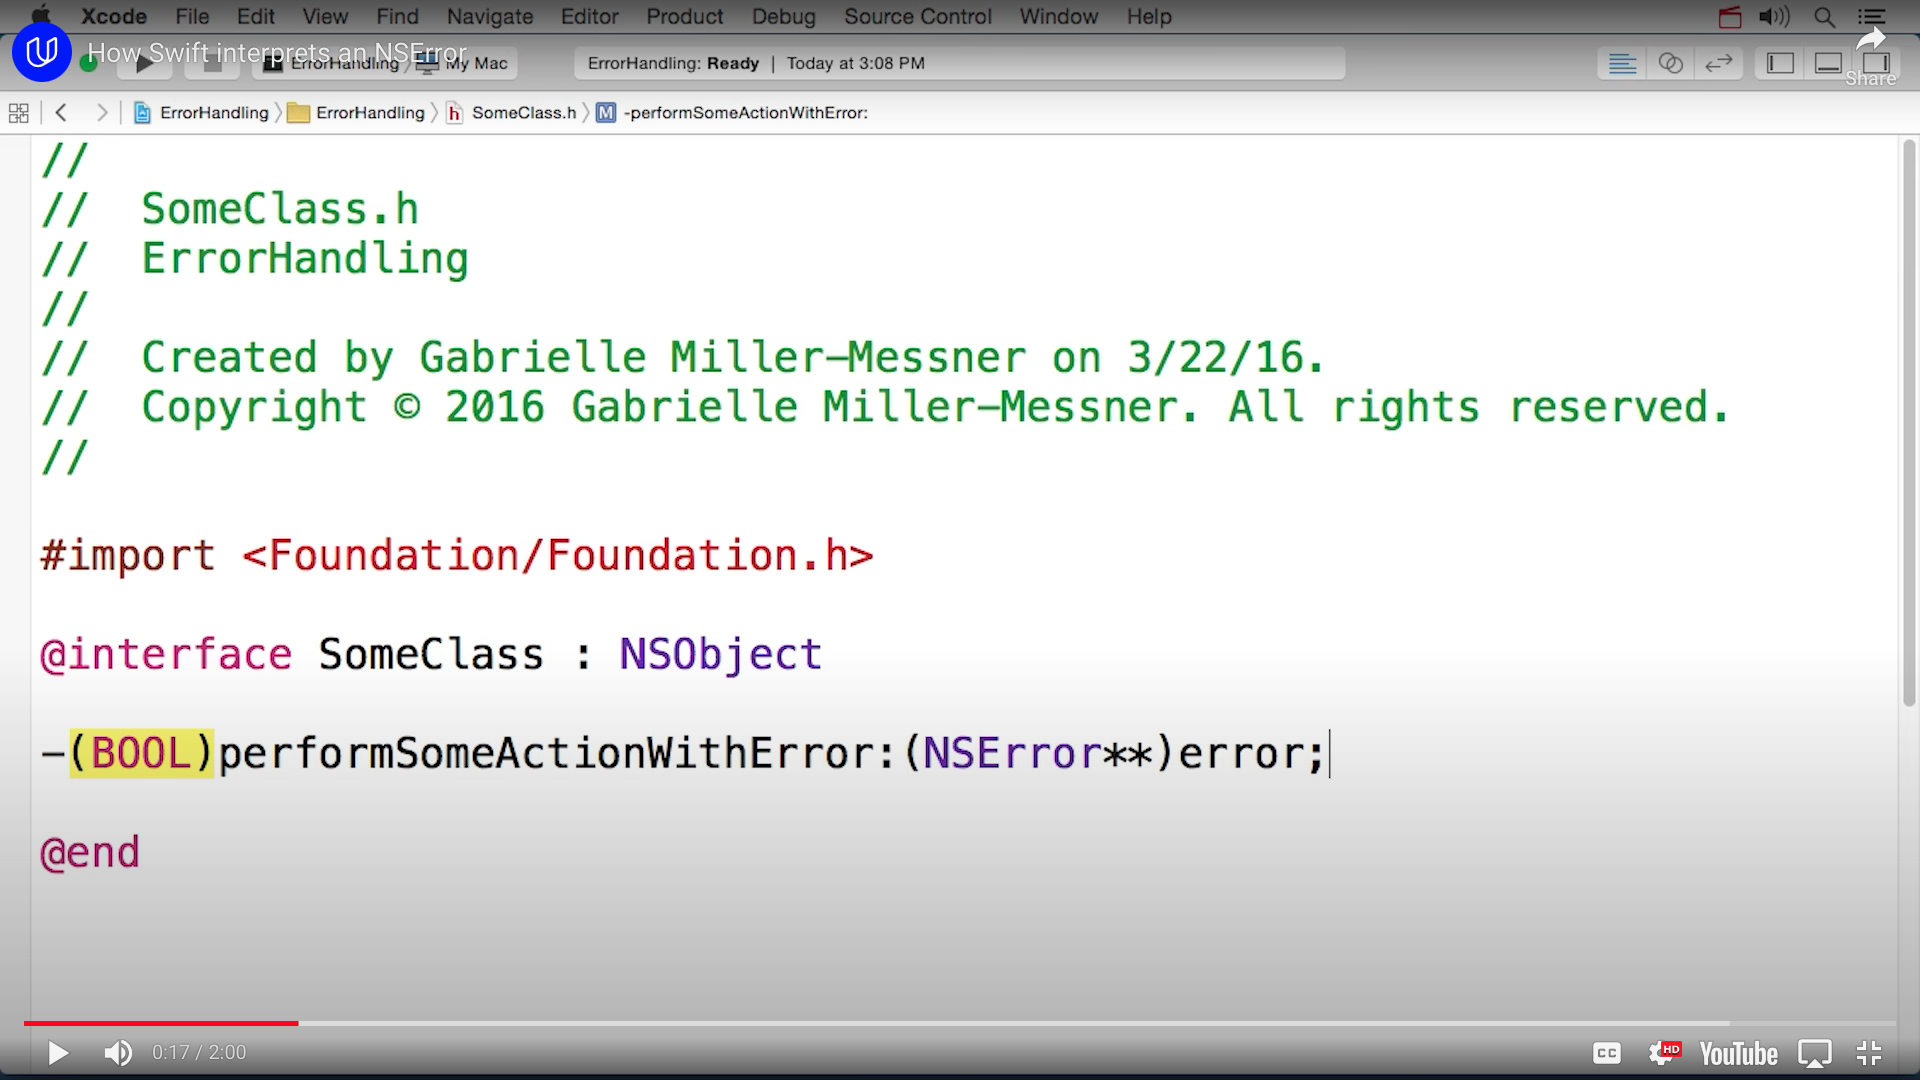 Xcode File Edit View Find Navigate Editor Product Debug Source Control Window Help
How Swift interprets an NSError
ErrorHandling My Mac
ErrorHandling: Ready | Today at 3:08 PM
Share
ErrorHandling ErrorHandling h SomeClass.h M -performSomeActionWithError:
//
// SomeClass.h
// ErrorHandling
//
// Created by Gabrielle Miller-Messner on 3/22/16.
// Copyright © 2016 Gabrielle Miller-Messner. All rights reserved.
//
#import <Foundation/Foundation.h>
@interface SomeClass : NSObject
-(BOOL)performSomeActionWithError:(NSError**)error;
@end
0:17 / 2:00
CC HD YouTube